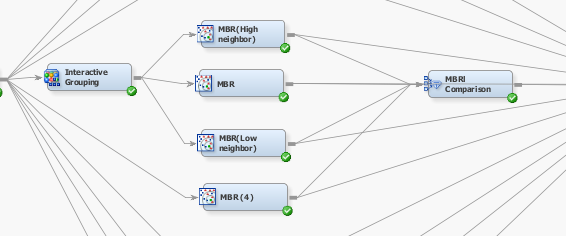 MBR(High
neighbor)
Interactive
Grouping
MBR
MBRI
Comparison
MBR(Low
neighbor)
MBR (4)